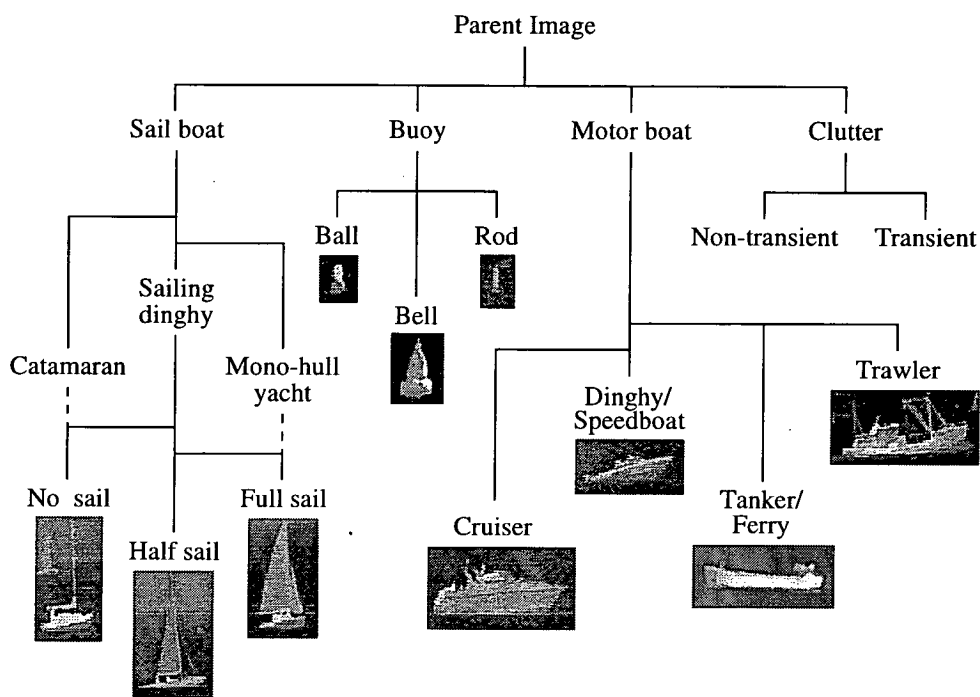 Parent Image
Sail boat
Buoy
Motor boat
Clutter
Ball
Rod
Non-transient
Transient
Sailing
dinghy
Bell
Catamaran
Mono-hull
yacht
Dinghy/
Speedboat
Trawler
No sail
Half sail
Full sail
Cruiser
Tanker/
Ferry